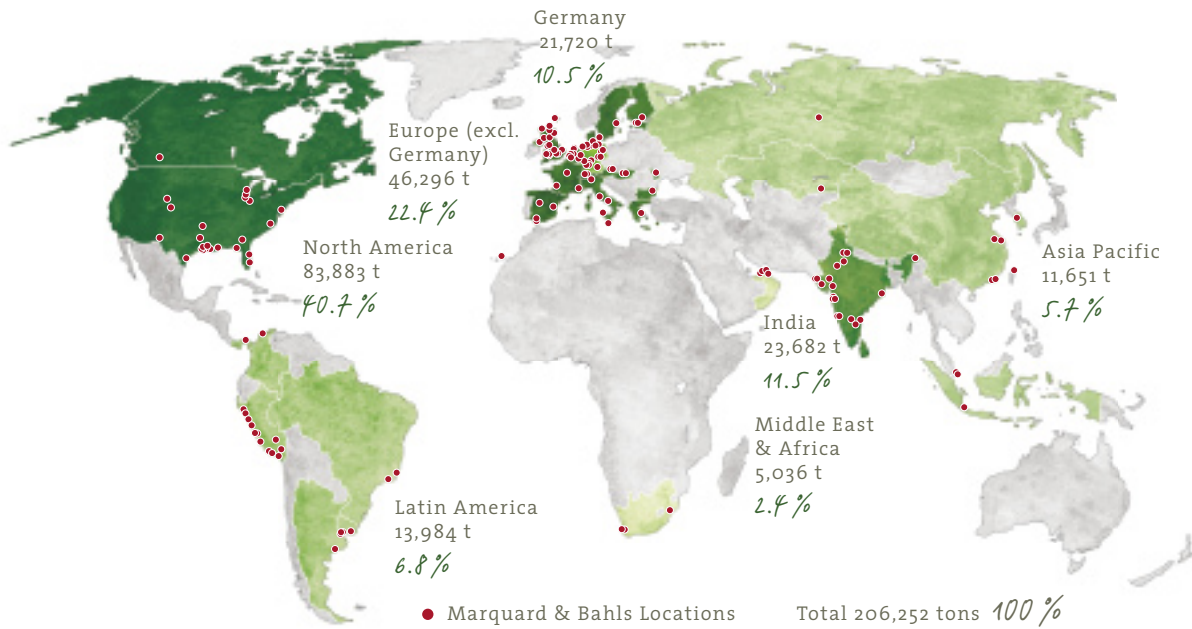 Germany
21,720 t
10.5 %
Europe (excl.
Germany)
46,296 t
22.4 %
North America
83,883 t
40.7 %
Asia Pacific
11,651 t
5.7 %
India
23,682 t
11.5 %
Middle East
& Africa
5,036 t
2.4 %
Latin America
13,984 t
6.8 %
Marquard & Bahls Locations
Total 206,252 tons 100 %